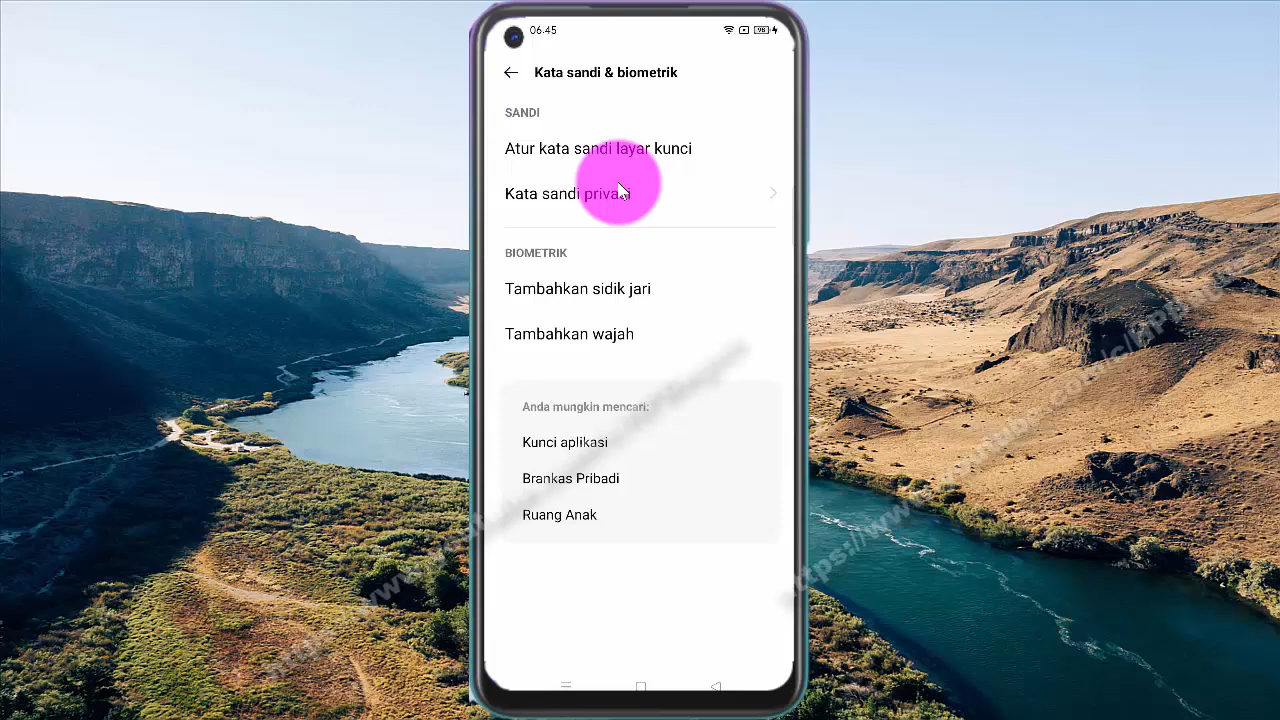 06.45
98
Kata sandi & biometrik
SANDI
Atur kata sandi layar kunci
Kata sandi privasi
BIOMETRIK
Tambahkan sidik jari
Tambahkan wajah
Anda mungkin mencari:
Kunci aplikasi
Brankas Pribadi
Ruang Anak